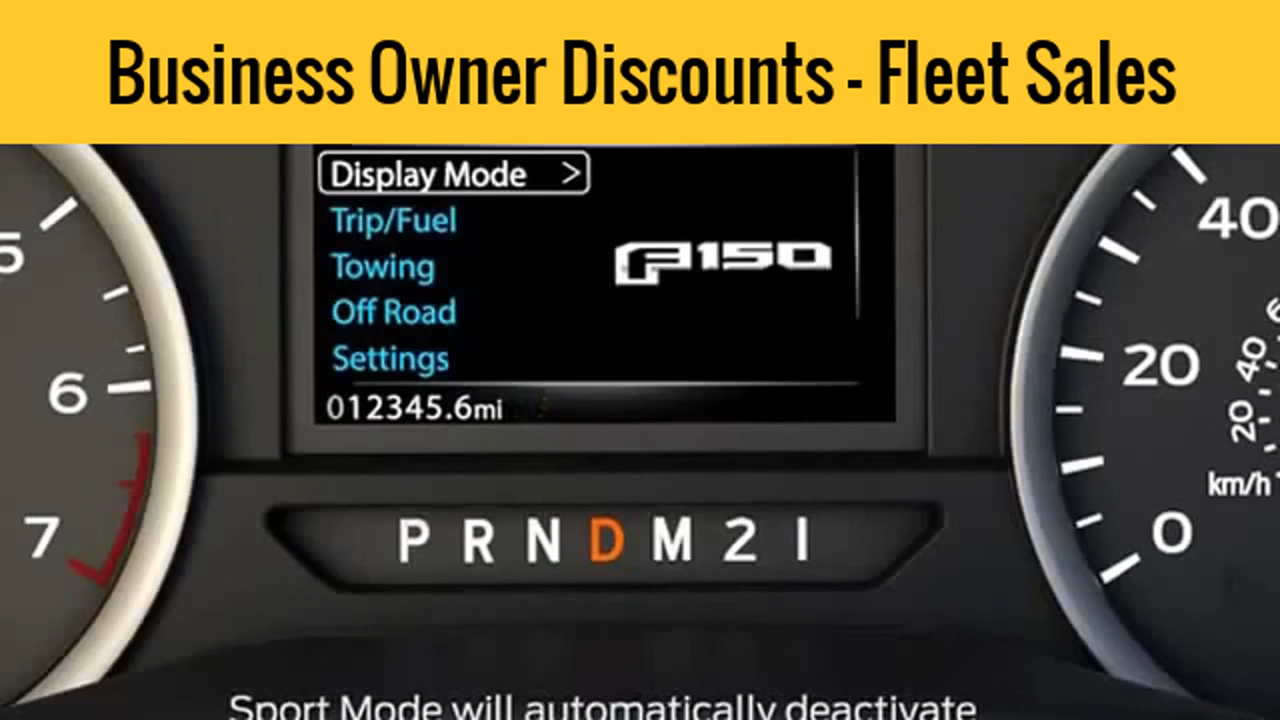 Business Owner Discounts - Fleet Sales
Display Mode >
Trip/Fuel
Towing
Off Road
Settings
F150
012345.6mi
5
6
7
40
20
0
60
40
20
km/h
P R N D M 2 1
Sport Mode will automatically deactivate